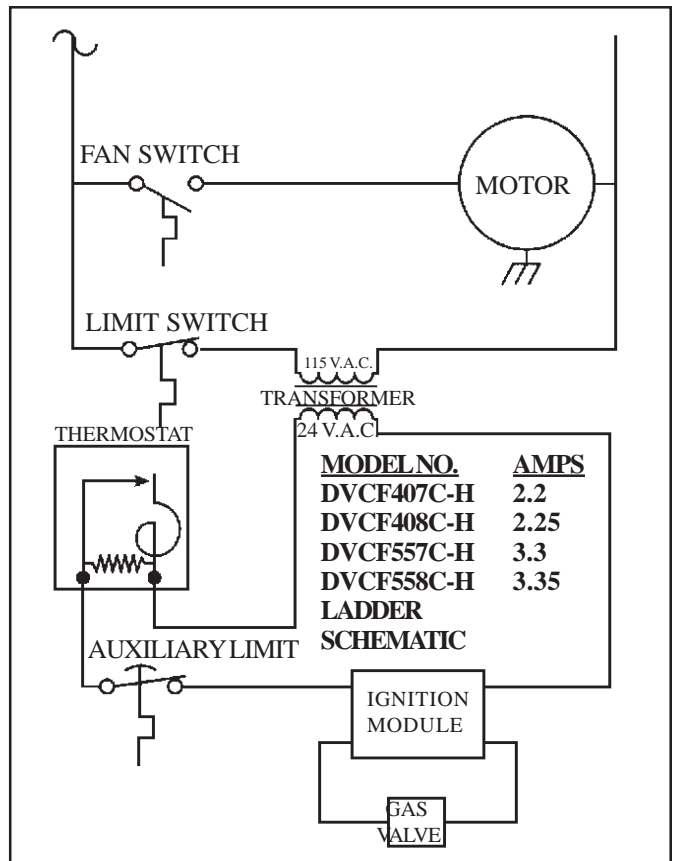 FAN SWITCH
MOTOR
LIMIT SWITCH
115 V.A.C.
TRANSFORMER
24 V.A.C
THERMOSTAT
MODEL NO. AMPS
DVCF407C-H 2.2
DVCF408C-H 2.25
DVCF557C-H 3.3
DVCF558C-H 3.35
LADDER
SCHEMATIC
AUXILIARY LIMIT
IGNITION
MODULE
GAS
VALVE